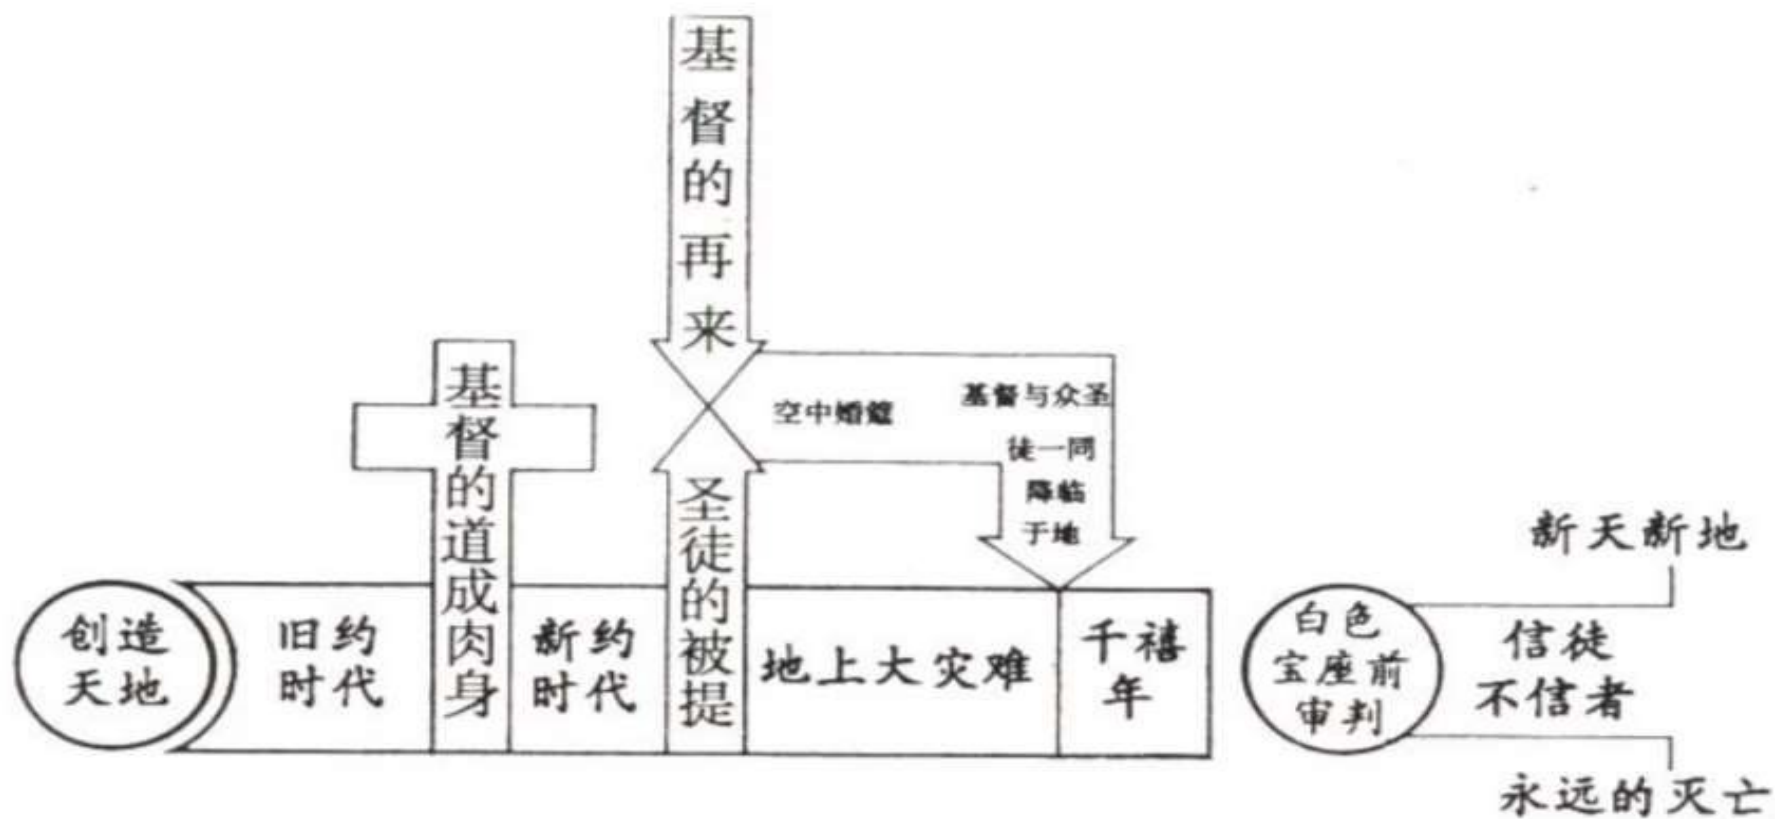 基督的再来
基督的道成肉身
圣徒的被提
空中婚筵
基督与众圣
徒一同
降临
于地
创造
天地
旧约
时代
新约
时代
地上大灾难
千禧
年
白色
宝座前
审判
新天新地
信徒
不信者
永远的灭亡